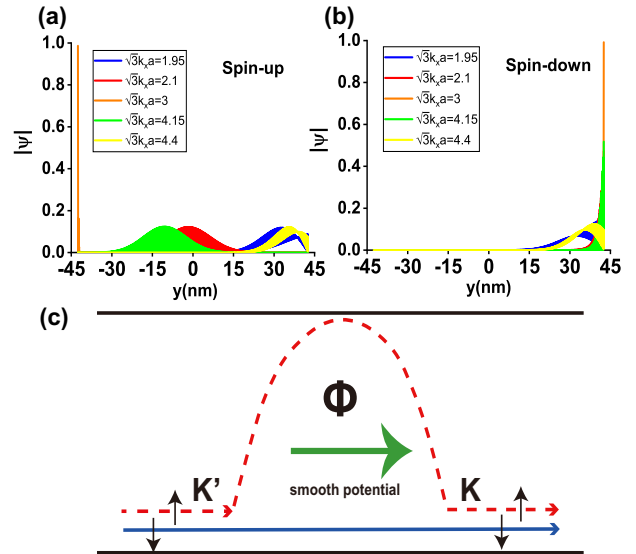 (a)
1.0
0.8
0.6
0.4
0.2
0.0
|ψ|
√3kₓa=1.95
√3kₓa=2.1
√3kₓa=3
√3kₓa=4.15
√3kₓa=4.4
Spin-up
-45 -30 -15 0 15 30 45
y(nm)
(b)
1.0
0.8
0.6
0.4
0.2
0.0
|ψ|
√3kₓa=1.95
√3kₓa=2.1
√3kₓa=3
√3kₓa=4.15
√3kₓa=4.4
Spin-down
-45 -30 -15 0 15 30 45
y(nm)
(c)
Φ
smooth potential
K’
K